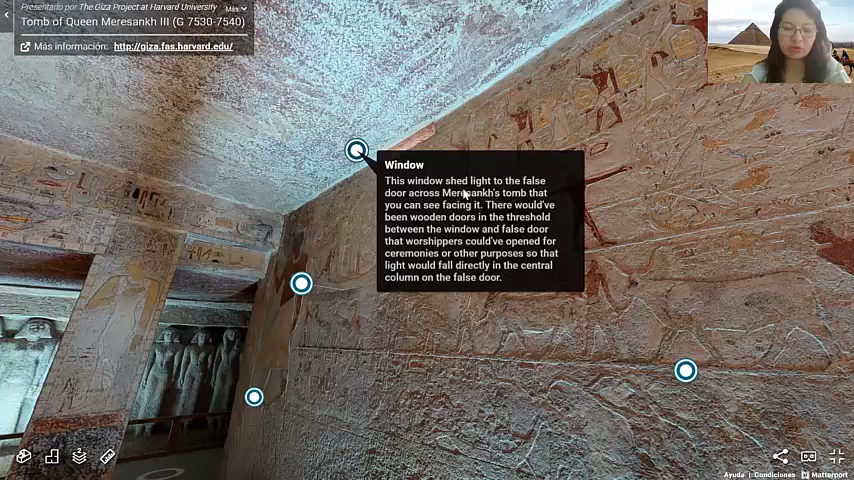 Presentado por The Giza Project at Harvard University
Más
Tomb of Queen Meresankh III (G 7530-7540)
Más información: http://giza.fas.harvard.edu/
Window
This window shed light to the false
door across Meresankh's tomb that
you can see facing it. There would've
been wooden doors in the threshold
between the window and false door
that worshippers could've opened for
ceremonies or other purposes so that
light would fall directly in the central
column on the false door.
Ayuda | Condiciones Matterport